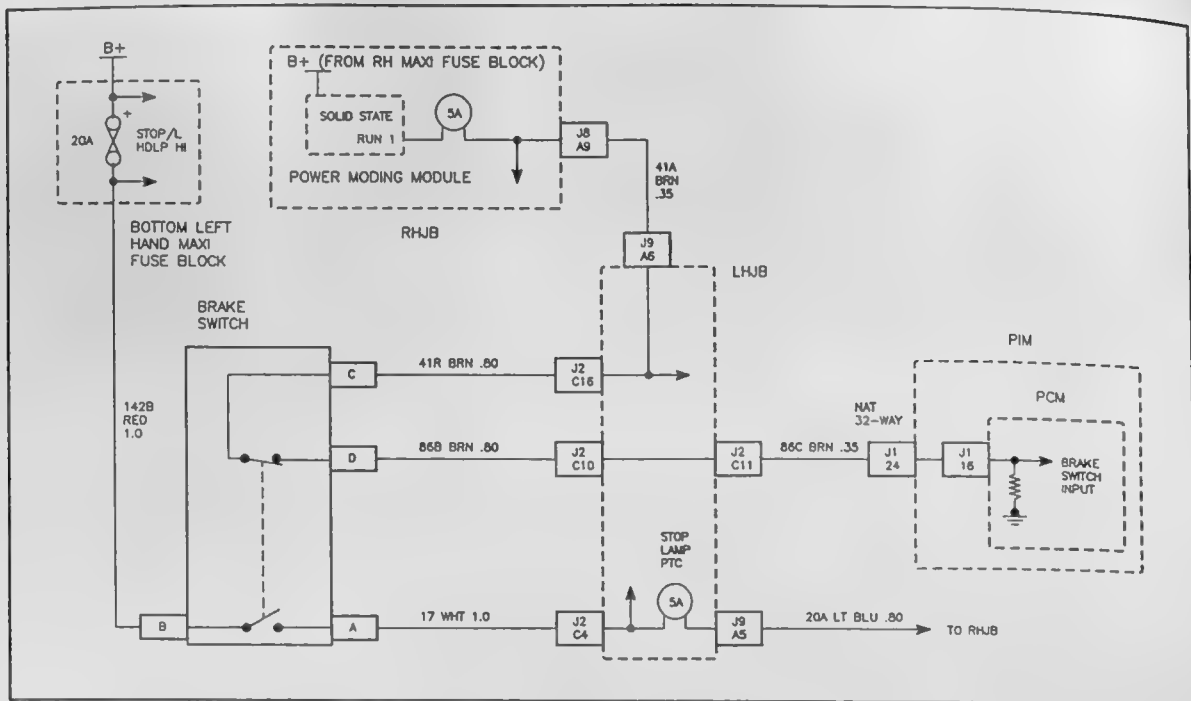 B+
20A
+
STOP/L
HDLP HI
BOTTOM LEFT
HAND MAXI
FUSE BLOCK
B+ (FROM RH MAXI FUSE BLOCK)
SOLID STATE
RUN 1
5A
POWER MODING MODULE
J8
A9
RHJB
41A
BRN
.35
J9
A6
LHJB
BRAKE
SWITCH
142B
RED
1.0
C
41R BRN .80
J2
C16
D
86B BRN .80
J2
C10
J2
C11
86C BRN .35
NAT
32-WAY
J1
24
J1
16
PIM
PCM
BRAKE
SWITCH
INPUT
B
A
17 WHT 1.0
J2
C4
STOP
LAMP
PTC
5A
J9
A5
20A LT BLU .80
TO RHJB